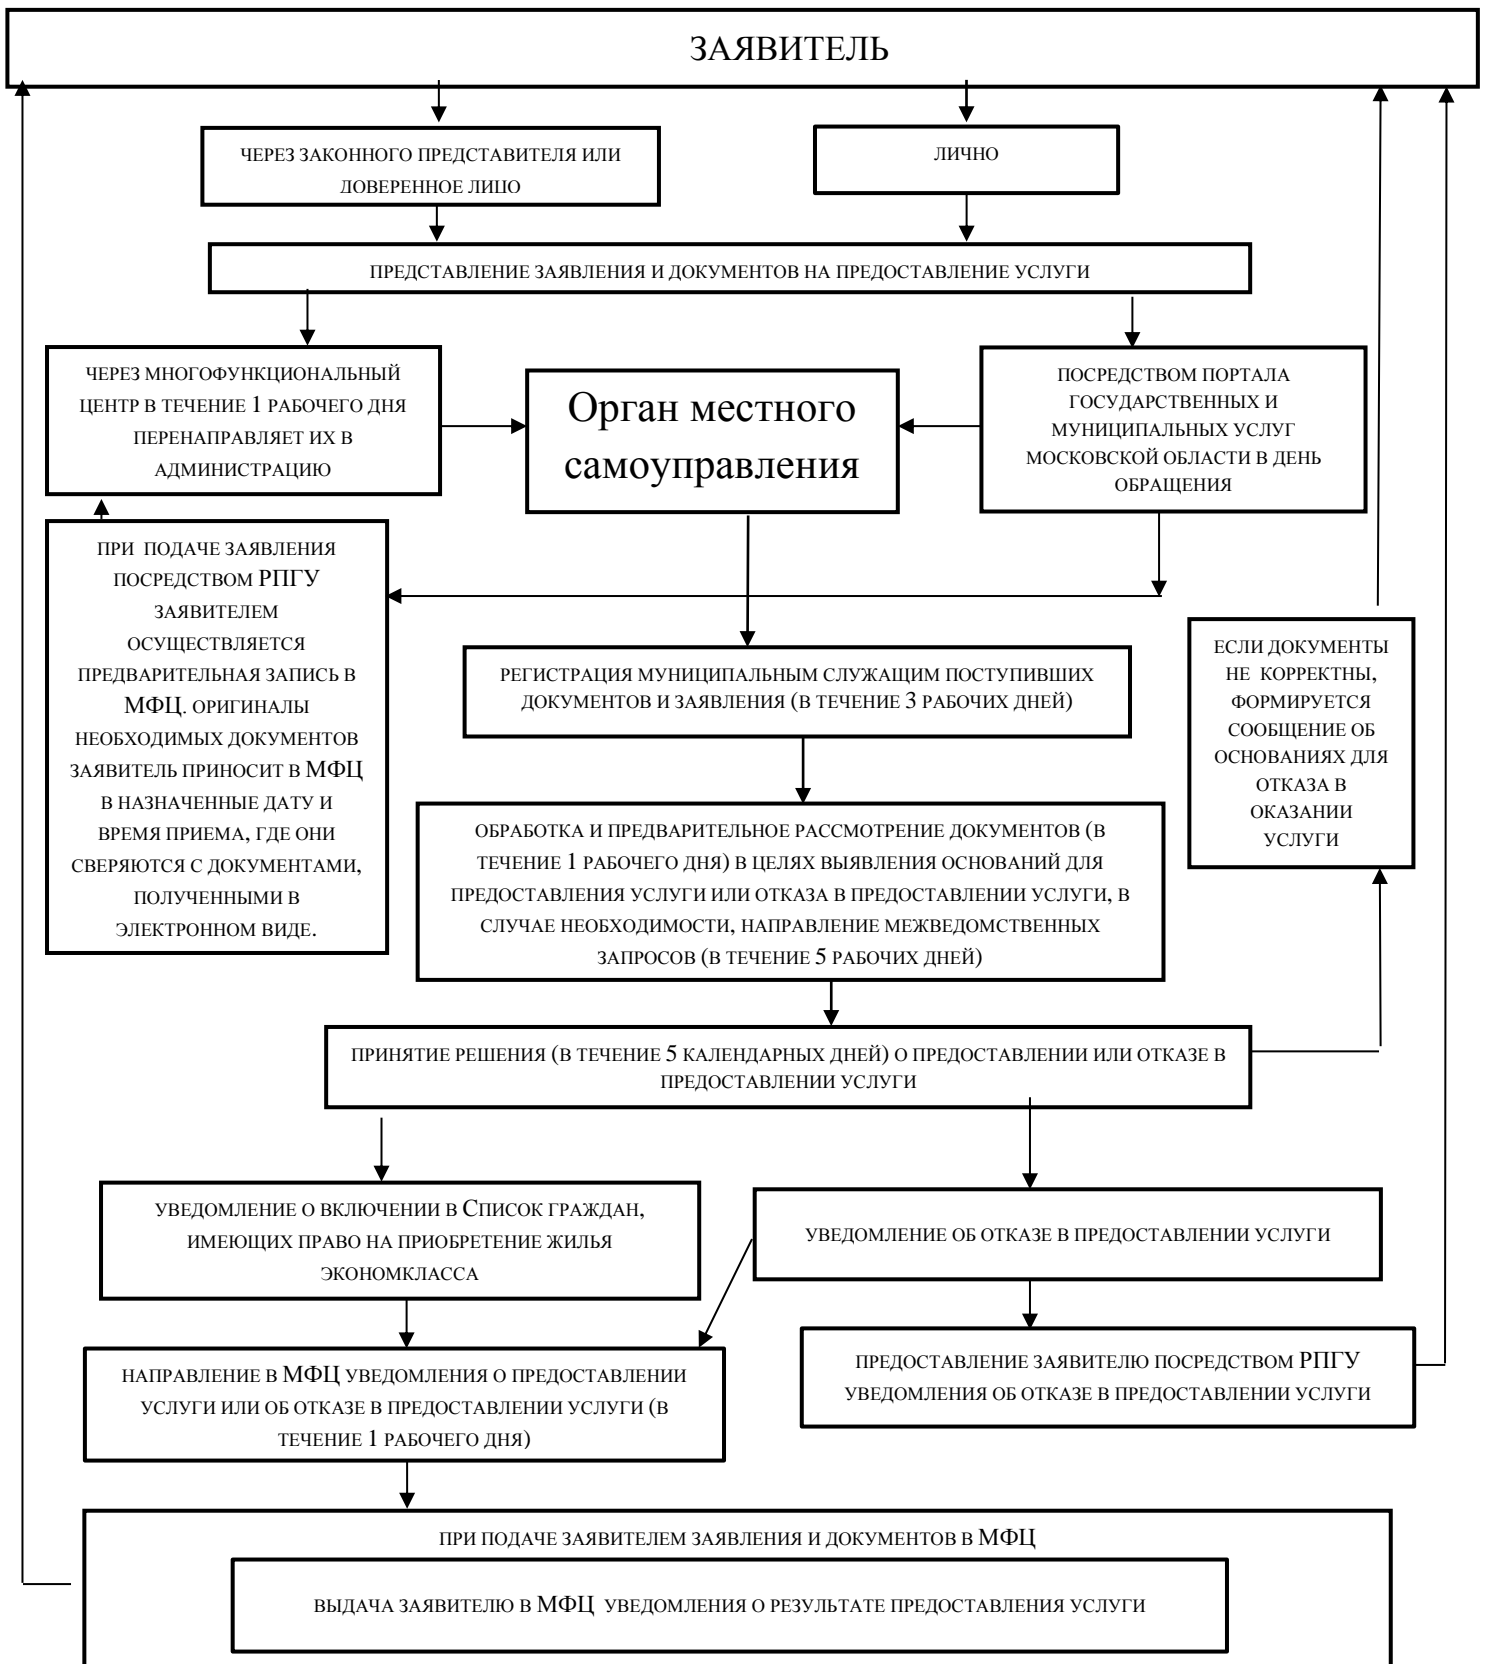 ЗАЯВИТЕЛЬ
ЧЕРЕЗ ЗАКОННОГО ПРЕДСТАВИТЕЛЯ ИЛИ
ДОВЕРЕННОЕ ЛИЦО
ЛИЧНО
ПРЕДСТАВЛЕНИЕ ЗАЯВЛЕНИЯ И ДОКУМЕНТОВ НА ПРЕДОСТАВЛЕНИЕ УСЛУГИ
ЧЕРЕЗ МНОГОФУНКЦИОНАЛЬНЫЙ
ЦЕНТР В ТЕЧЕНИЕ 1 РАБОЧЕГО ДНЯ
ПЕРЕНАПРАВЛЯЕТ ИХ В
АДМИНИСТРАЦИЮ
Орган местного
самоуправления
ПОСРЕДСТВОМ ПОРТАЛА
ГОСУДАРСТВЕННЫХ И
МУНИЦИПАЛЬНЫХ УСЛУГ
МОСКОВСКОЙ ОБЛАСТИ В ДЕНЬ
ОБРАЩЕНИЯ
ПРИ ПОДАЧЕ ЗАЯВЛЕНИЯ
ПОСРЕДСТВОМ РПГУ
ЗАЯВИТЕЛЕМ
ОСУЩЕСТВЛЯЕТСЯ
ПРЕДВАРИТЕЛЬНАЯ ЗАПИСЬ В
МФЦ. ОРИГИНАЛЫ
НЕОБХОДИМЫХ ДОКУМЕНТОВ
ЗАЯВИТЕЛЬ ПРИНОСИТ В МФЦ
В НАЗНАЧЕННЫЕ ДАТУ И
ВРЕМЯ ПРИЕМА, ГДЕ ОНИ
СВЕРЯЮТСЯ С ДОКУМЕНТАМИ,
ПОЛУЧЕННЫМИ В
ЭЛЕКТРОННОМ ВИДЕ.
РЕГИСТРАЦИЯ МУНИЦИПАЛЬНЫМ СЛУЖАЩИМ ПОСТУПИВШИХ
ДОКУМЕНТОВ И ЗАЯВЛЕНИЯ (В ТЕЧЕНИЕ 3 РАБОЧИХ ДНЕЙ)
ЕСЛИ ДОКУМЕНТЫ
НЕ КОРРЕКТНЫ,
ФОРМИРУЕТСЯ
СООБЩЕНИЕ ОБ
ОСНОВАНИЯХ ДЛЯ
ОТКАЗА В
ОКАЗАНИИ
УСЛУГИ
ОБРАБОТКА И ПРЕДВАРИТЕЛЬНОЕ РАССМОТРЕНИЕ ДОКУМЕНТОВ (В
ТЕЧЕНИЕ 1 РАБОЧЕГО ДНЯ) В ЦЕЛЯХ ВЫЯВЛЕНИЯ ОСНОВАНИЙ ДЛЯ
ПРЕДОСТАВЛЕНИЯ УСЛУГИ ИЛИ ОТКАЗА В ПРЕДОСТАВЛЕНИИ УСЛУГИ, В
СЛУЧАЕ НЕОБХОДИМОСТИ, НАПРАВЛЕНИЕ МЕЖВЕДОМСТВЕННЫХ
ЗАПРОСОВ (В ТЕЧЕНИЕ 5 РАБОЧИХ ДНЕЙ)
ПРИНЯТИЕ РЕШЕНИЯ (В ТЕЧЕНИЕ 5 КАЛЕНДАРНЫХ ДНЕЙ) О ПРЕДОСТАВЛЕНИИ ИЛИ ОТКАЗЕ В
ПРЕДОСТАВЛЕНИИ УСЛУГИ
УВЕДОМЛЕНИЕ О ВКЛЮЧЕНИИ В СПИСОК ГРАЖДАН,
ИМЕЮЩИХ ПРАВО НА ПРИОБРЕТЕНИЕ ЖИЛЬЯ
ЭКОНОМКЛАССА
УВЕДОМЛЕНИЕ ОБ ОТКАЗЕ В ПРЕДОСТАВЛЕНИИ УСЛУГИ
НАПРАВЛЕНИЕ В МФЦ УВЕДОМЛЕНИЯ О ПРЕДОСТАВЛЕНИИ
УСЛУГИ ИЛИ ОБ ОТКАЗЕ В ПРЕДОСТАВЛЕНИИ УСЛУГИ (В
ТЕЧЕНИЕ 1 РАБОЧЕГО ДНЯ)
ПРЕДОСТАВЛЕНИЕ ЗАЯВИТЕЛЮ ПОСРЕДСТВОМ РПГУ
УВЕДОМЛЕНИЯ ОБ ОТКАЗЕ В ПРЕДОСТАВЛЕНИИ УСЛУГИ
ПРИ ПОДАЧЕ ЗАЯВИТЕЛЕМ ЗАЯВЛЕНИЯ И ДОКУМЕНТОВ В МФЦ
ВЫДАЧА ЗАЯВИТЕЛЮ В МФЦ УВЕДОМЛЕНИЯ О РЕЗУЛЬТАТЕ ПРЕДОСТАВЛЕНИЯ УСЛУГИ